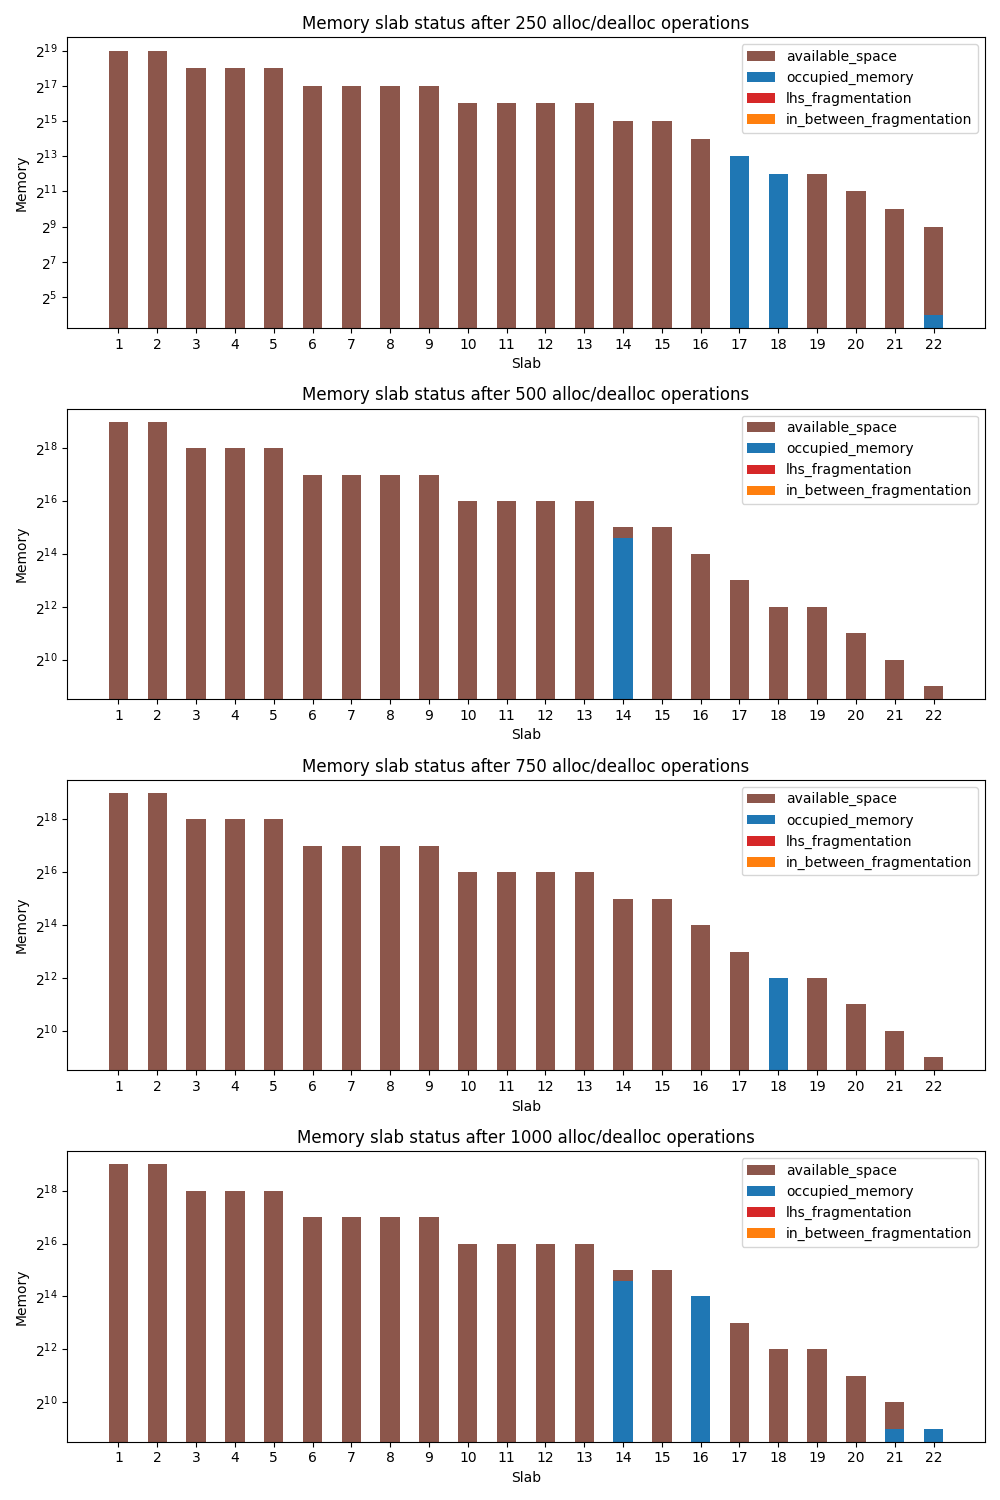 Memory slab status after 250 alloc/dealloc operations
2^19
2^17
2^15
2^13
2^11
2^9
2^7
2^5
Memory
available_space
occupied_memory
lhs_fragmentation
in_between_fragmentation
1 2 3 4 5 6 7 8 9 10 11 12 13 14 15 16 17 18 19 20 21 22
Slab
Memory slab status after 500 alloc/dealloc operations
2^18
2^16
2^14
2^12
2^10
Memory
available_space
occupied_memory
lhs_fragmentation
in_between_fragmentation
1 2 3 4 5 6 7 8 9 10 11 12 13 14 15 16 17 18 19 20 21 22
Slab
Memory slab status after 750 alloc/dealloc operations
2^18
2^16
2^14
2^12
2^10
Memory
available_space
occupied_memory
lhs_fragmentation
in_between_fragmentation
1 2 3 4 5 6 7 8 9 10 11 12 13 14 15 16 17 18 19 20 21 22
Slab
Memory slab status after 1000 alloc/dealloc operations
2^18
2^16
2^14
2^12
2^10
Memory
available_space
occupied_memory
lhs_fragmentation
in_between_fragmentation
1 2 3 4 5 6 7 8 9 10 11 12 13 14 15 16 17 18 19 20 21 22
Slab